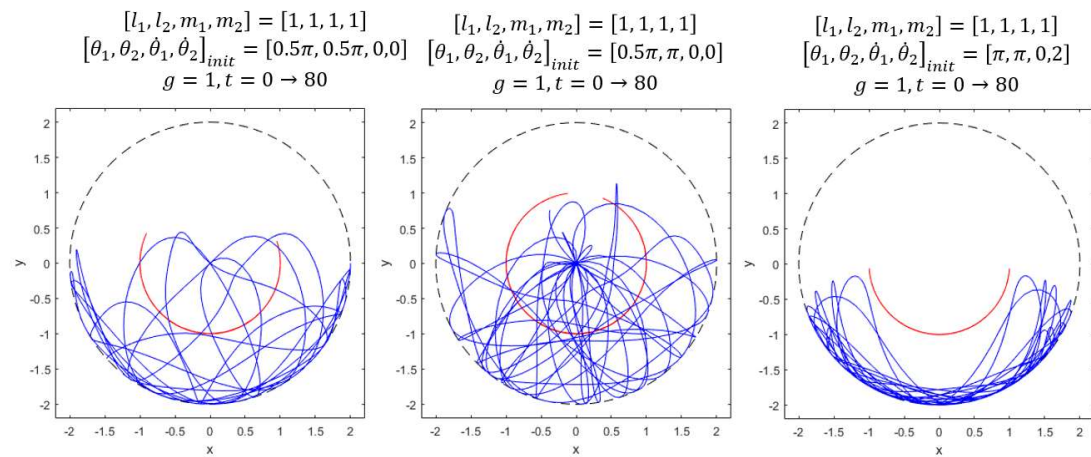 [l₁, l₂, m₁, m₂] = [1, 1, 1, 1]
[θ₁, θ₂, θ̇₁, θ̇₂]ᵢₙᵢₜ = [0.5π, 0.5π, 0,0]
g = 1, t = 0 → 80
2
1.5
1
0.5
0
-0.5
-1
-1.5
-2
y
-2 -1.5 -1 -0.5 0 0.5 1 1.5 2
x
[l₁, l₂, m₁, m₂] = [1, 1, 1, 1]
[θ₁, θ₂, θ̇₁, θ̇₂]ᵢₙᵢₜ = [0.5π, π, 0,0]
g = 1, t = 0 → 80
2
1.5
1
0.5
0
-0.5
-1
-1.5
-2
y
-2 -1.5 -1 -0.5 0 0.5 1 1.5 2
x
[l₁, l₂, m₁, m₂] = [1, 1, 1, 1]
[θ₁, θ₂, θ̇₁, θ̇₂]ᵢₙᵢₜ = [π, π, 0,2]
g = 1, t = 0 → 80
2
1.5
1
0.5
0
-0.5
-1
-1.5
-2
y
-2 -1.5 -1 -0.5 0 0.5 1 1.5 2
x